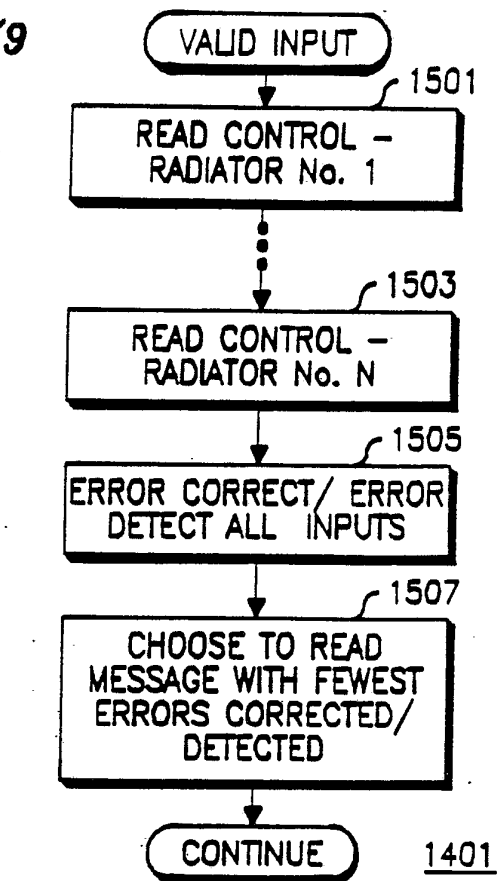 VALID INPUT
1501
READ CONTROL –
RADIATOR No. 1
1503
READ CONTROL –
RADIATOR No. N
1505
ERROR CORRECT/ ERROR
DETECT ALL INPUTS
1507
CHOOSE TO READ
MESSAGE WITH FEWEST
ERRORS CORRECTED/
DETECTED
CONTINUE
1401